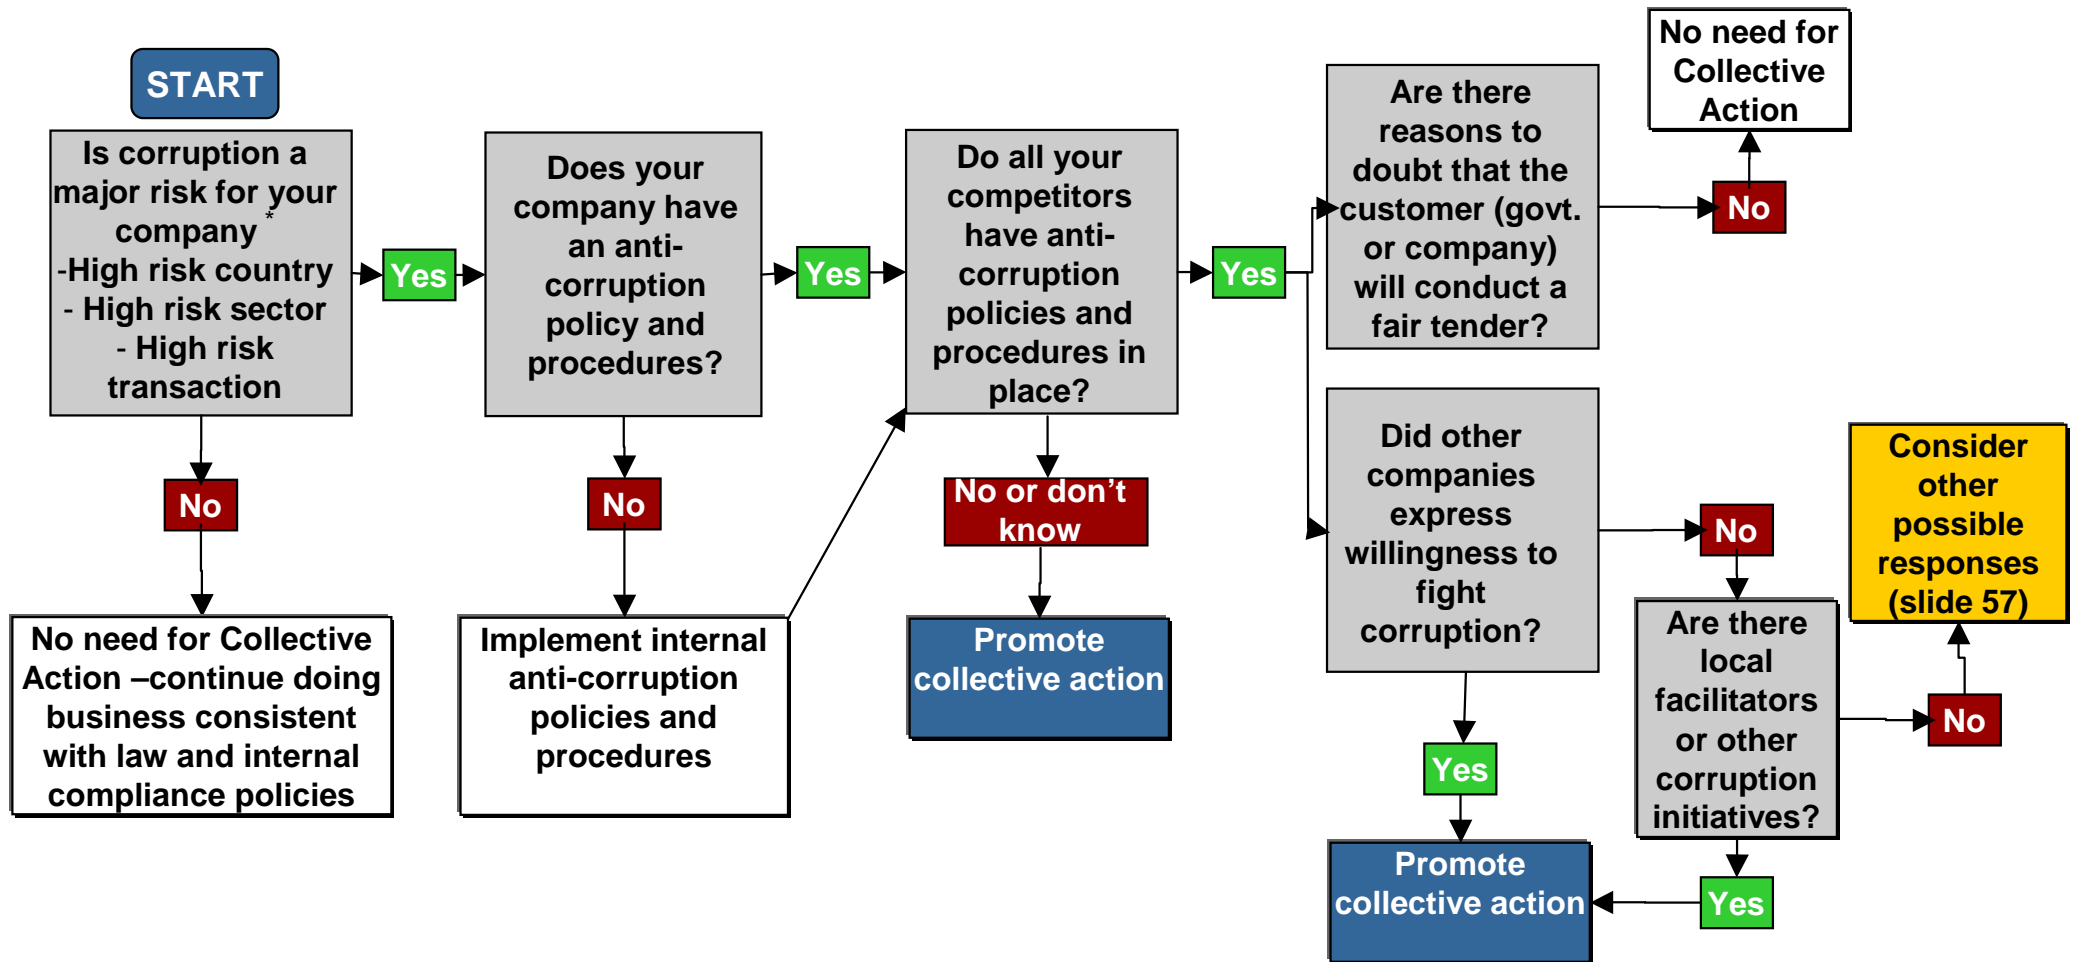 START
Is corruption a
major risk for your
company *
-High risk country
- High risk sector
- High risk
transaction
Yes
No
No need for Collective
Action –continue doing
business consistent
with law and internal
compliance policies
Does your
company have
an anti-
corruption
policy and
procedures?
Yes
No
Implement internal
anti-corruption
policies and
procedures
Do all your
competitors
have anti-
corruption
policies and
procedures in
place?
Yes
No or don’t
know
Promote
collective action
Are there
reasons to
doubt that the
customer (govt.
or company)
will conduct a
fair tender?
No
No need for
Collective
Action
Did other
companies
express
willingness to
fight
corruption?
No
Yes
Promote
collective action
Are there
local
facilitators
or other
corruption
initiatives?
No
Yes
Consider
other
possible
responses
(slide 57)